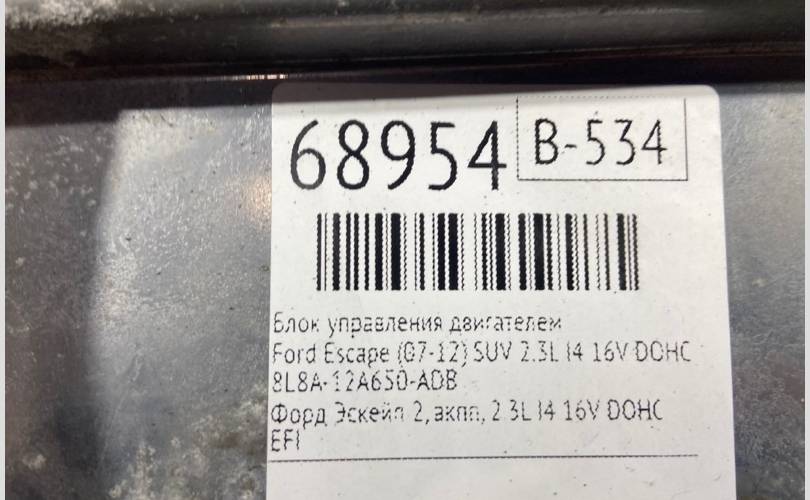 68954 B-534
Блок управления двигателем
Ford Escape (07-12) SUV 2.3L I4 16V DOHC
8L8A-12A650-ADB
Форд Эскейп 2, акпп, 2.3L I4 16V DOHC
EFI